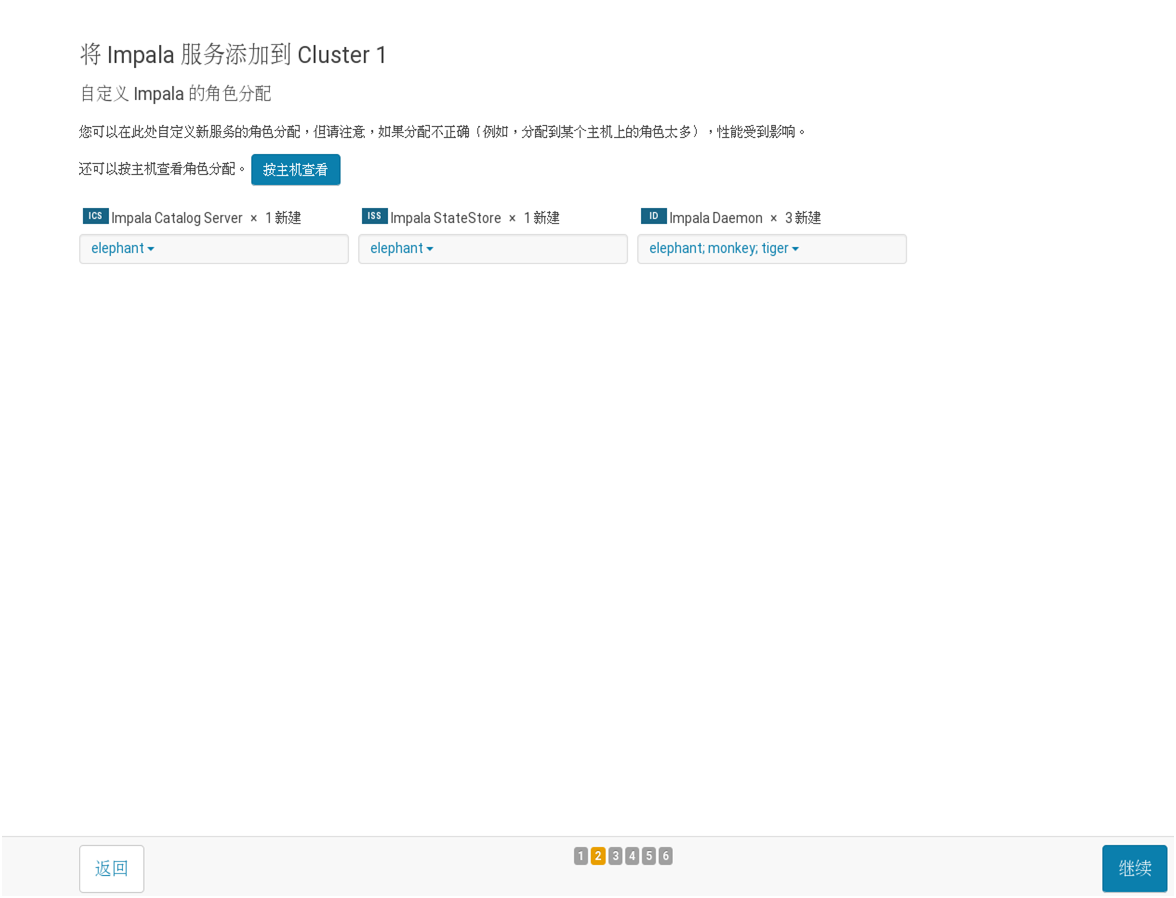 将 Impala 服务添加到 Cluster 1
自定义 Impala 的角色分配
您可以在此处自定义新服务的角色分配，但请注意，如果分配不正确（例如，分配到某个主机上的角色太多），性能受到影响。
还可以按主机查看角色分配。 按主机查看
ICS Impala Catalog Server × 1 新建 ISS Impala StateStore × 1 新建 ID Impala Daemon × 3 新建
elephant elephant elephant; monkey; tiger
返回 1 2 3 4 5 6 继续